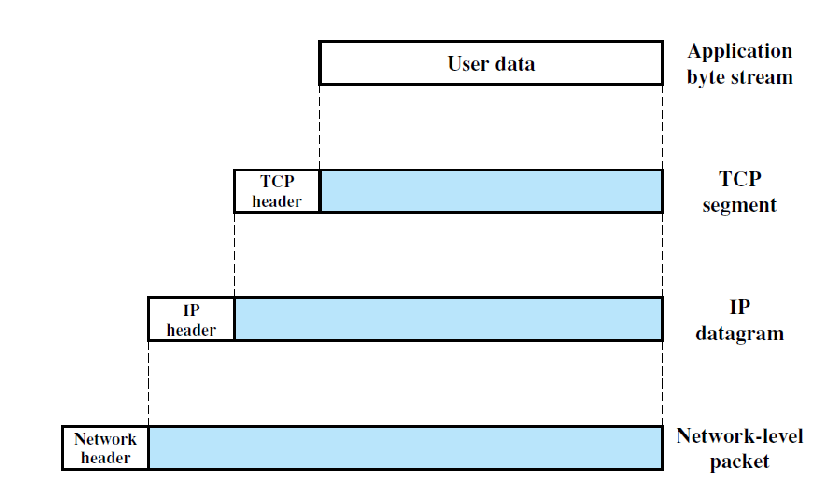 User data
Application
byte stream
TCP
header
TCP
segment
IP
header
IP
datagram
Network
header
Network-level
packet